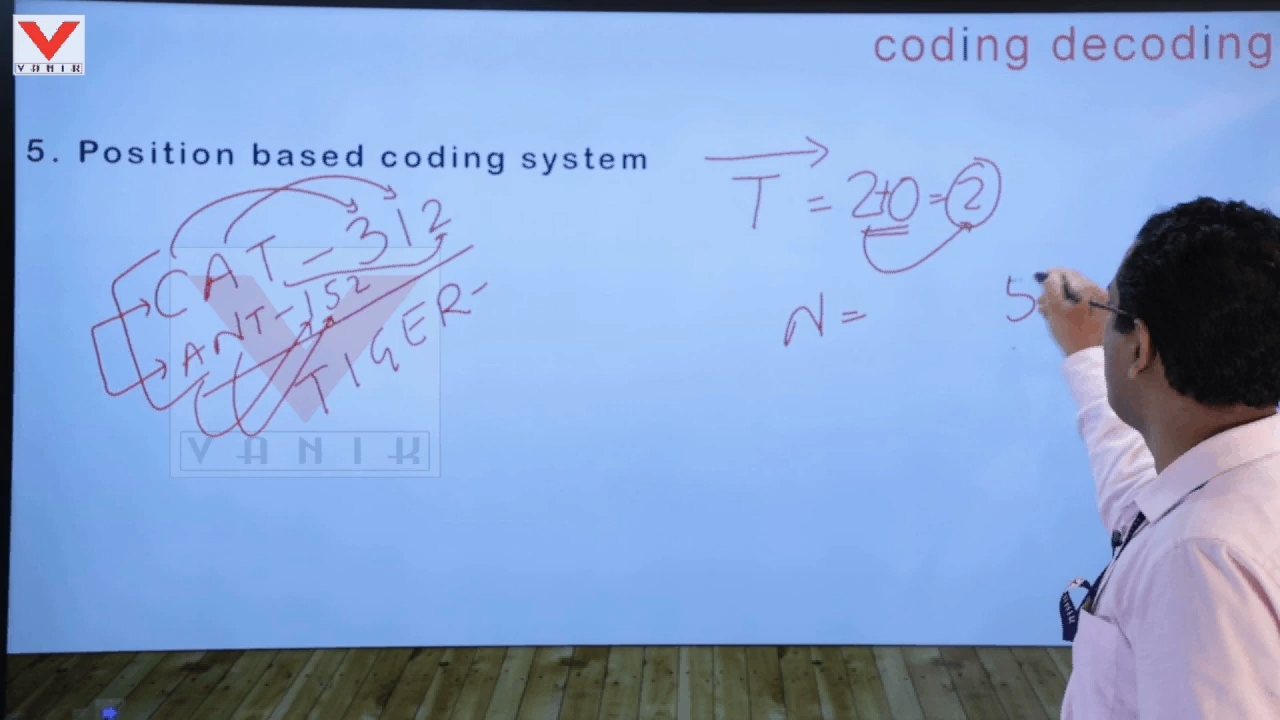 VANIK
coding decoding
5. Position based coding system
T = 2+0 = 2
CAT - 312
ANT - 152
N =
5
TIGER -
VANIK